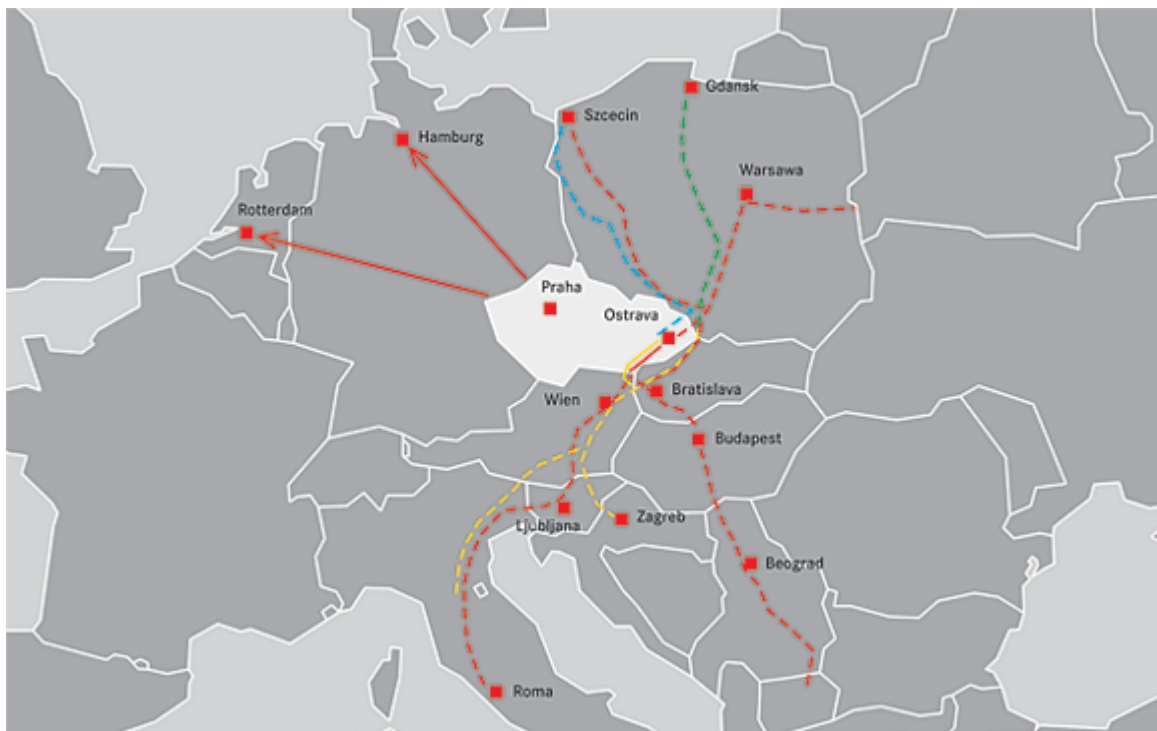 Gdansk
Szcecin
Hamburg
Warsawa
Rotterdam
Praha
Ostrava
Bratislava
Wien
Budapest
Zagreb
Ljubljana
Beograd
Roma